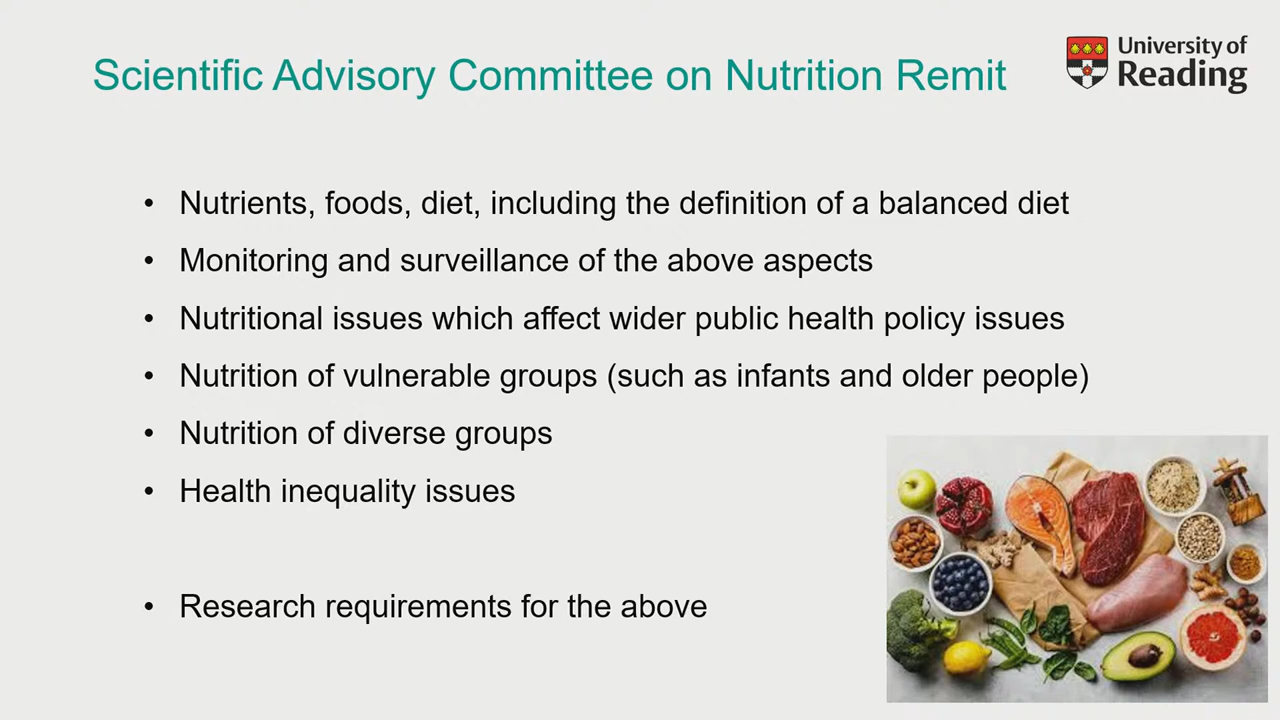 Scientific Advisory Committee on Nutrition Remit
University of
Reading
• Nutrients, foods, diet, including the definition of a balanced diet
• Monitoring and surveillance of the above aspects
• Nutritional issues which affect wider public health policy issues
• Nutrition of vulnerable groups (such as infants and older people)
• Nutrition of diverse groups
• Health inequality issues
• Research requirements for the above